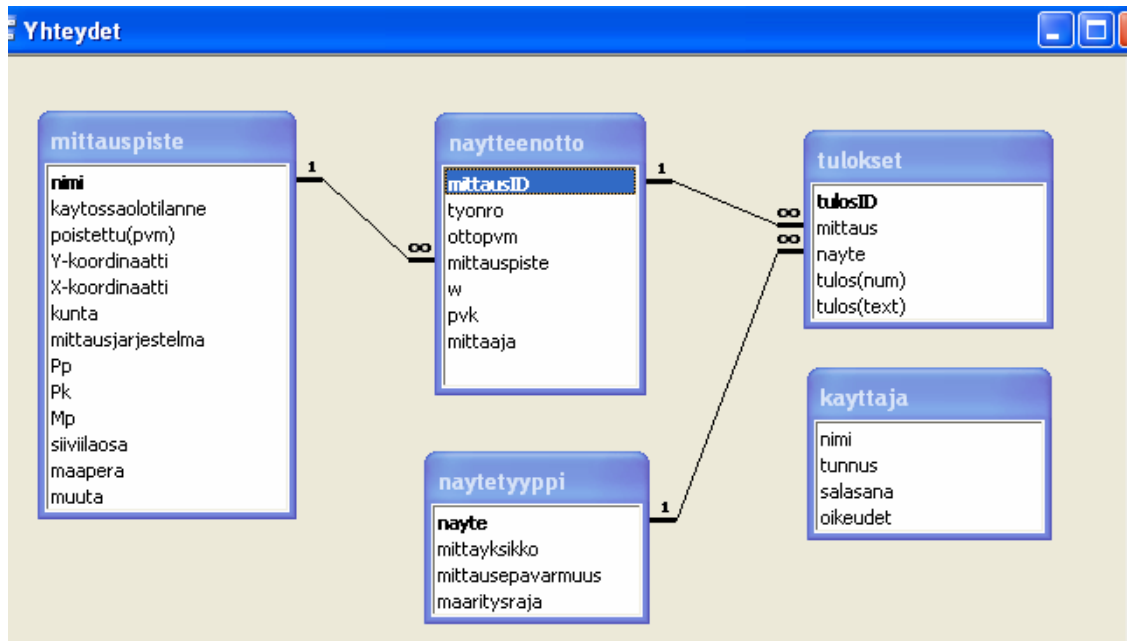 Yhteydet
mittauspiste
nimi
kaytossaolotilanne
poistettu(pvm)
Y-koordinaatti
X-koordinaatti
kunta
mittausjarjestelma
Pp
Pk
Mp
siiviilaosa
maapera
muuta
1
∞
naytteenotto
mittausID
tyonro
ottopvm
mittauspiste
w
pvk
mittaaja
1
∞
∞
tulokset
tulosID
mittaus
nayte
tulos(num)
tulos(text)
naytetyyppi
nayte
mittayksikko
mittausepavarmuus
maaritysraja
1
kayttaja
nimi
tunnus
salasana
oikeudet